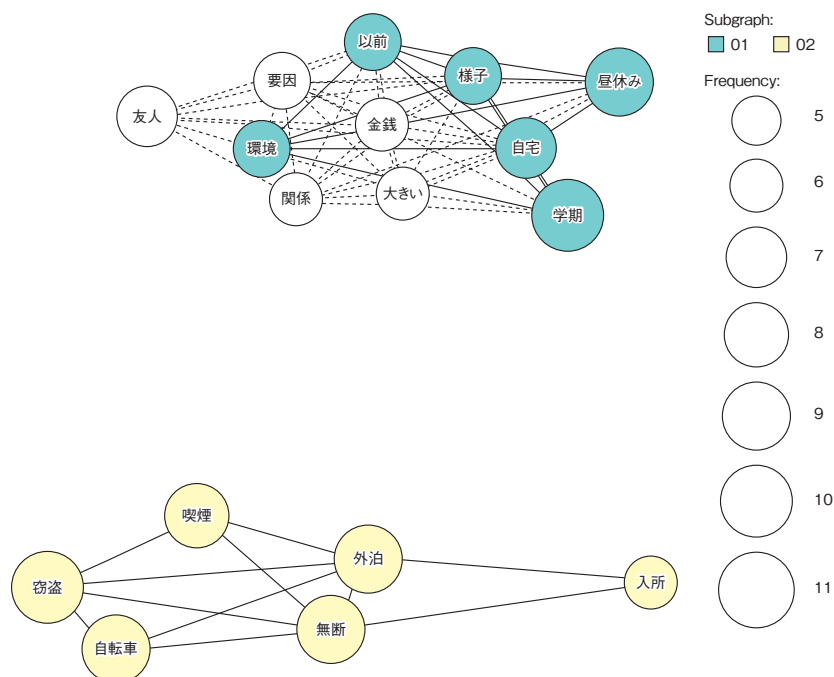 Subgraph:
01 02
Frequency:
5
6
7
8
9
10
11
以前
要因
様子
昼休み
友人
金銭
環境
自宅
関係
大きい
学期
喫煙
外泊
窃盗
入所
無断
自転車